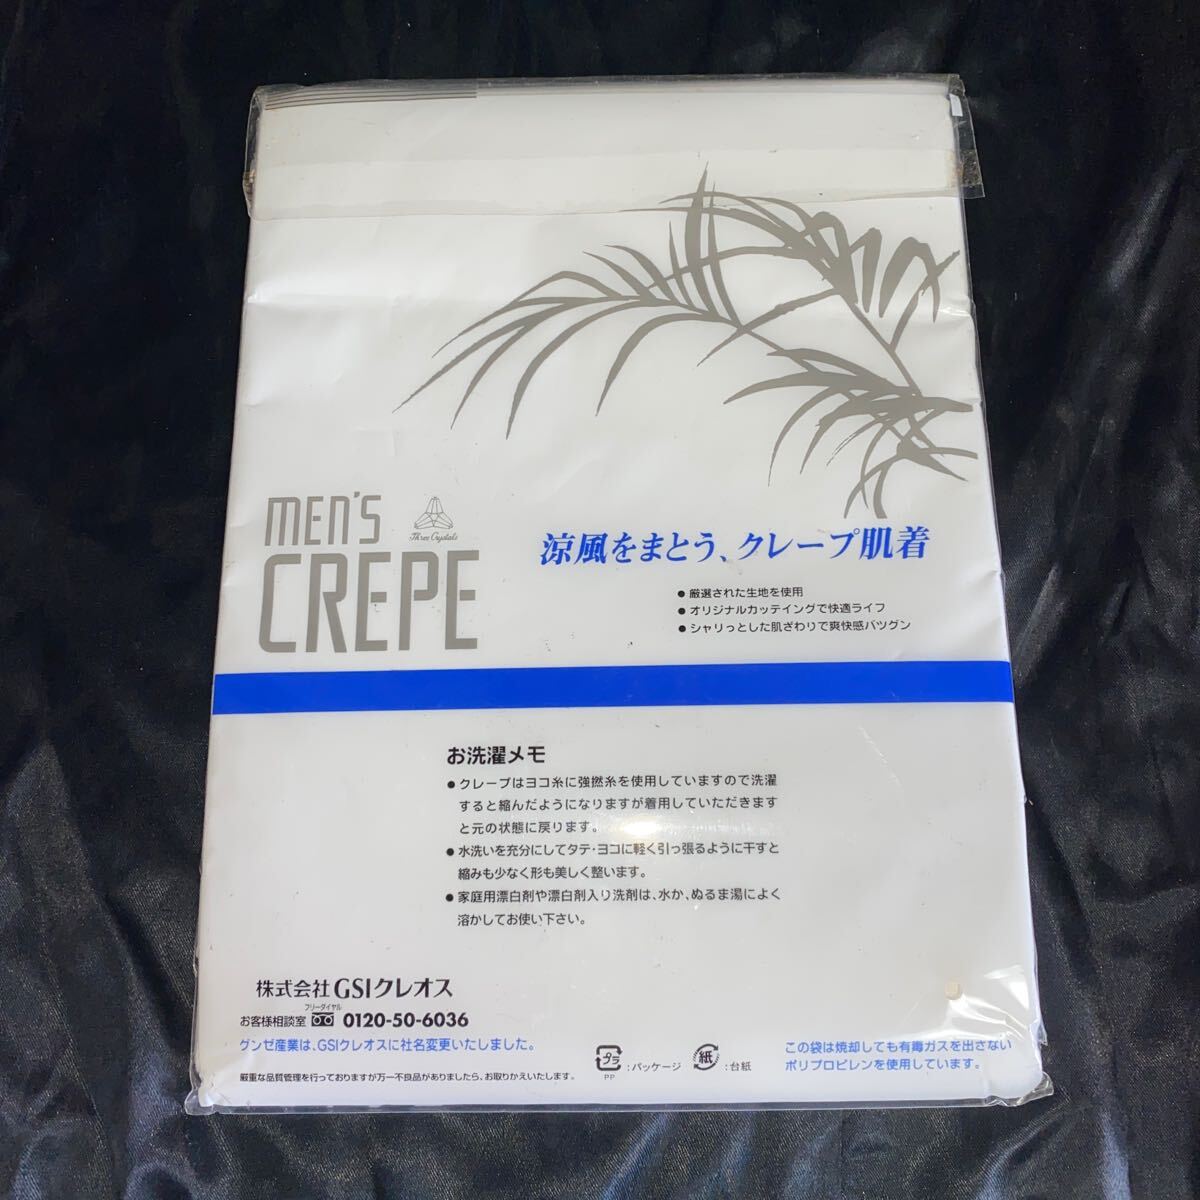 MEN'S
CREPE
Three Crystals
涼風をまとう、クレープ肌着
● 厳選された生地を使用
● オリジナルカッテイングで快適ライフ
● シャリっとした肌ざわりで爽快感バツグン
お洗濯メモ
● クレープはヨコ糸に強撚糸を使用していますので洗濯
すると縮んだようになりますが着用していただきます
と元の状態に戻ります。
● 水洗いを充分にしてタテ・ヨコに軽く引っ張るように干すと
縮みも少なく形も美しく整います。
● 家庭用漂白剤や漂白剤入り洗剤は、水か、ぬるま湯によく
溶かしてお使い下さい。
株式会社GSIクレオス
フリーダイヤル
お客様相談室 0120-50-6036
グンゼ産業は、GSIクレオスに社名変更いたしました。
厳重な品質管理を行っておりますが万一不良品がありましたら、お取りかえいたします。
プラ :パッケージ 紙 :台紙
PP
この袋は焼却しても有毒ガスを出さない
ポリプロピレンを使用しています。